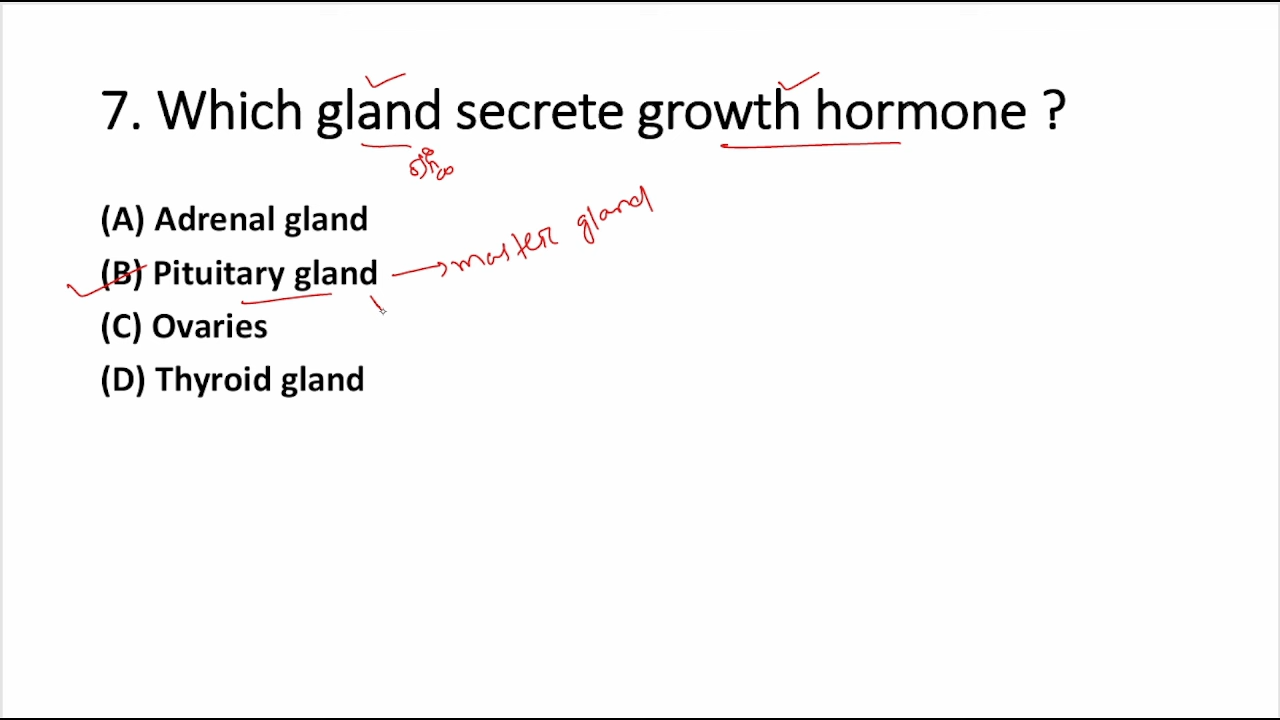 7. Which gland secrete growth hormone ?
(A) Adrenal gland
(B) Pituitary gland
master gland
(C) Ovaries
(D) Thyroid gland